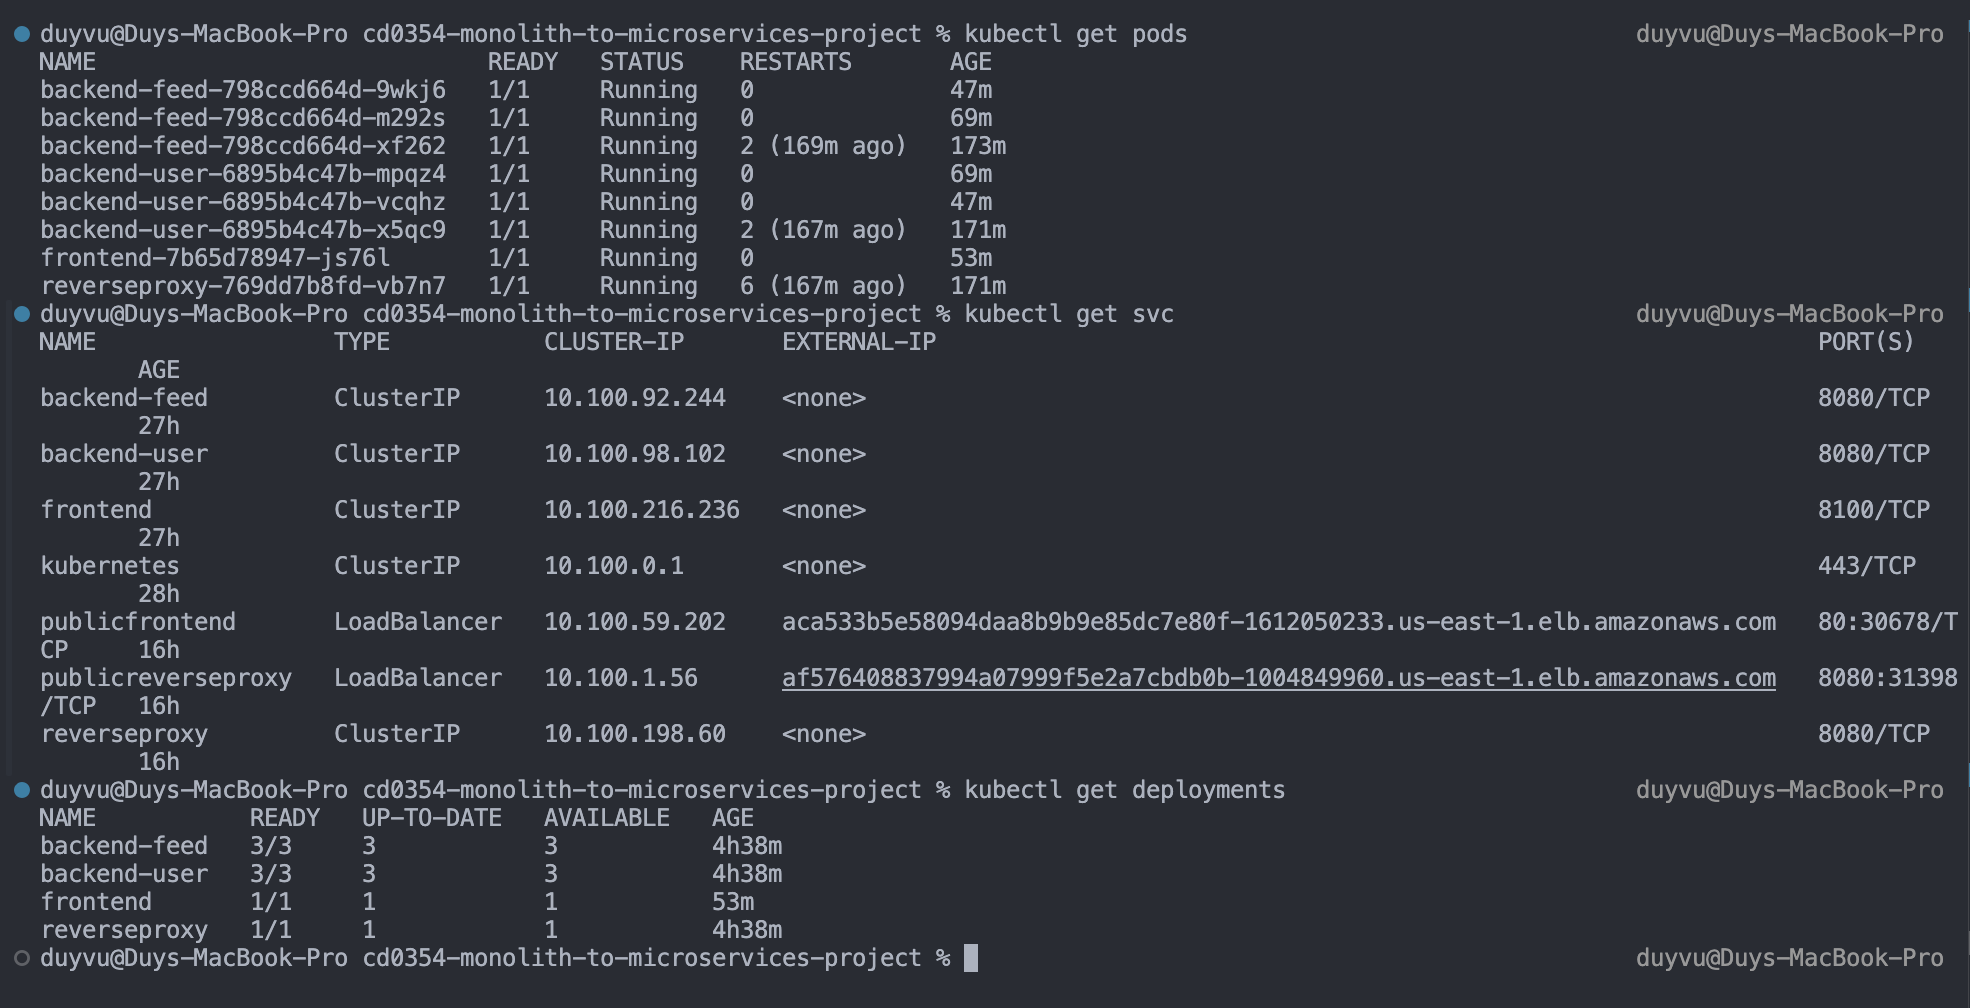 duyvu@Duys-MacBook-Pro cd0354-monolith-to-microservices-project % kubectl get pods duyvu@Duys-MacBook-Pro
NAME READY STATUS RESTARTS AGE
backend-feed-798ccd664d-9wkj6 1/1 Running 0 47m
backend-feed-798ccd664d-m292s 1/1 Running 0 69m
backend-feed-798ccd664d-xf262 1/1 Running 2 (169m ago) 173m
backend-user-6895b4c47b-mpqz4 1/1 Running 0 69m
backend-user-6895b4c47b-vcqhz 1/1 Running 0 47m
backend-user-6895b4c47b-x5qc9 1/1 Running 2 (167m ago) 171m
frontend-7b65d78947-js76l 1/1 Running 0 53m
reverseproxy-769dd7b8fd-vb7n7 1/1 Running 6 (167m ago) 171m
duyvu@Duys-MacBook-Pro cd0354-monolith-to-microservices-project % kubectl get svc duyvu@Duys-MacBook-Pro
NAME TYPE CLUSTER-IP EXTERNAL-IP PORT(S)
AGE
backend-feed ClusterIP 10.100.92.244 <none> 8080/TCP
27h
backend-user ClusterIP 10.100.98.102 <none> 8080/TCP
27h
frontend ClusterIP 10.100.216.236 <none> 8100/TCP
27h
kubernetes ClusterIP 10.100.0.1 <none> 443/TCP
28h
publicfrontend LoadBalancer 10.100.59.202 aca533b5e58094daa8b9b9e85dc7e80f-1612050233.us-east-1.elb.amazonaws.com 80:30678/T
CP 16h
publicreverseproxy LoadBalancer 10.100.1.56 af576408837994a07999f5e2a7cbdb0b-1004849960.us-east-1.elb.amazonaws.com 8080:31398
/TCP 16h
reverseproxy ClusterIP 10.100.198.60 <none> 8080/TCP
16h
duyvu@Duys-MacBook-Pro cd0354-monolith-to-microservices-project % kubectl get deployments duyvu@Duys-MacBook-Pro
NAME READY UP-TO-DATE AVAILABLE AGE
backend-feed 3/3 3 3 4h38m
backend-user 3/3 3 3 4h38m
frontend 1/1 1 1 53m
reverseproxy 1/1 1 1 4h38m
duyvu@Duys-MacBook-Pro cd0354-monolith-to-microservices-project % duyvu@Duys-MacBook-Pro